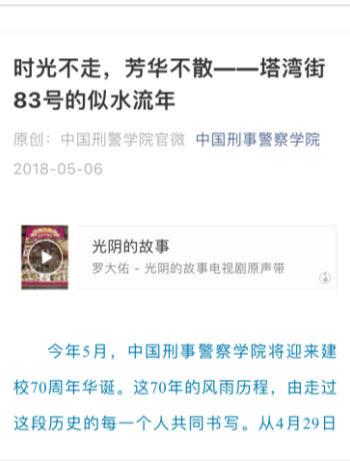 时光不走，芳华不散——塔湾街
83号的似水流年
原创：中国刑警学院官微 中国刑事警察学院
2018-05-06
光阴的故事
罗大佑 - 光阴的故事电视剧原声带
今年5月，中国刑事警察学院将迎来建
校70周年华诞。这70年的风雨历程，由走过
这段历史的每一个人共同书写。从4月29日